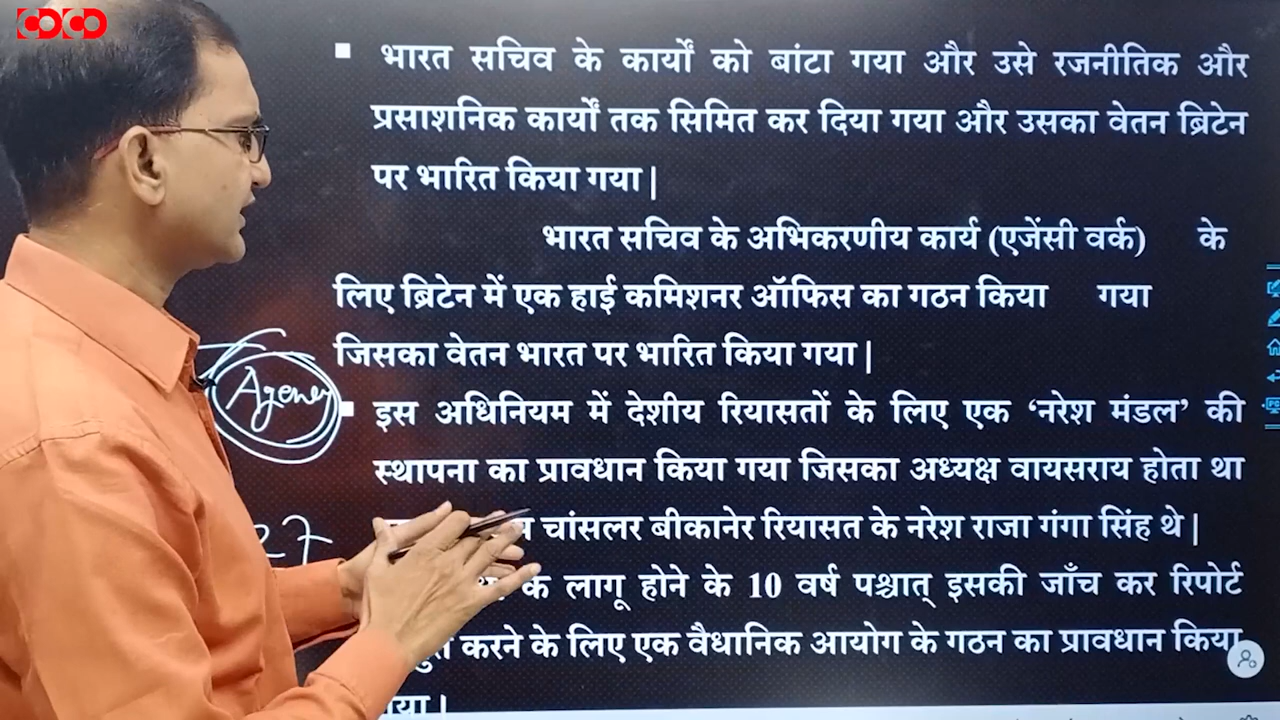 COCO
■ भारत सचिव के कार्यों को बांटा गया और उसे रजनीतिक और
प्रसाशनिक कार्यों तक सिमित कर दिया गया और उसका वेतन ब्रिटेन
पर भारित किया गया |
भारत सचिव के अभिकरणीय कार्य (एजेंसी वर्क) के
लिए ब्रिटेन में एक हाई कमिशनर ऑफिस का गठन किया गया
जिसका वेतन भारत पर भारित किया गया |
Agency
■ इस अधिनियम में देशीय रियासतों के लिए एक ‘नरेश मंडल’ की
स्थापना का प्रावधान किया गया जिसका अध्यक्ष वायसराय होता था
चांसलर बीकानेर रियासत के नरेश राजा गंगा सिंह थे |
27
के लागू होने के 10 वर्ष पश्चात् इसकी जाँच कर रिपोर्ट
करने के लिए एक वैधानिक आयोग के गठन का प्रावधान किया